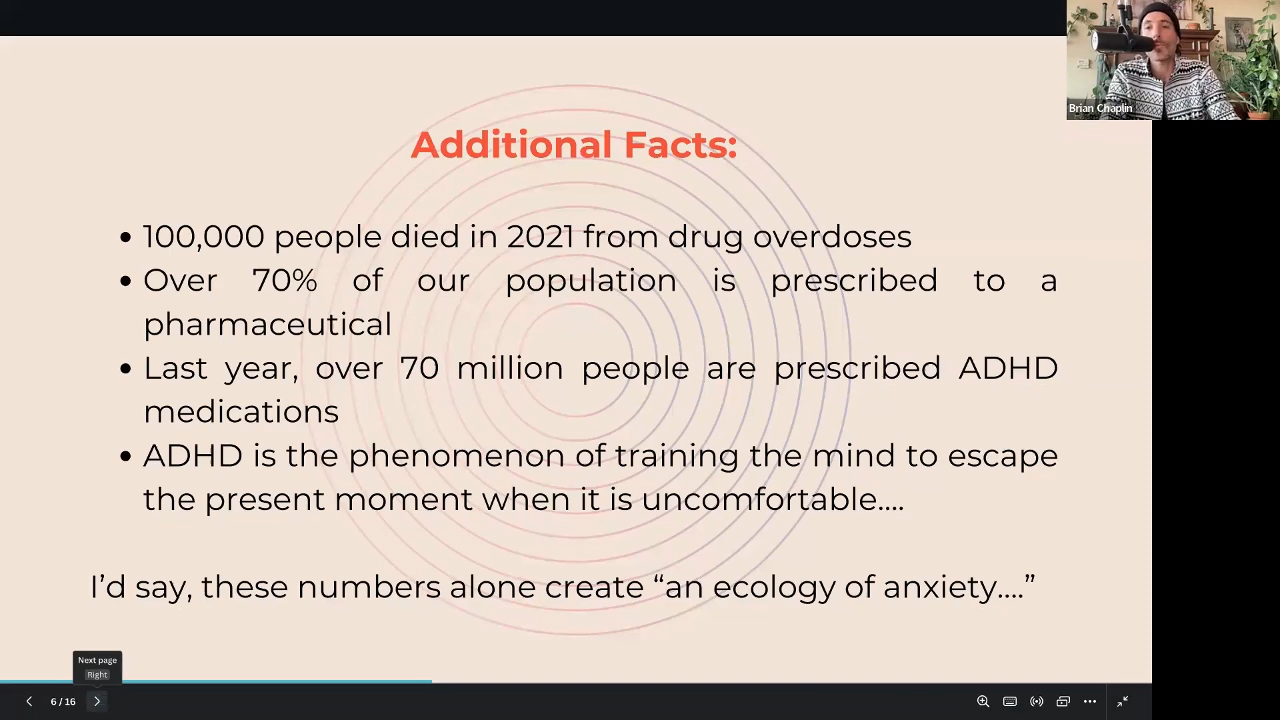 Brian Chaplin
Additional Facts:
• 100,000 people died in 2021 from drug overdoses
• Over 70% of our population is prescribed to a
pharmaceutical
• Last year, over 70 million people are prescribed ADHD
medications
• ADHD is the phenomenon of training the mind to escape
the present moment when it is uncomfortable....
I’d say, these numbers alone create “an ecology of anxiety....”
Next page
Right
6 / 16